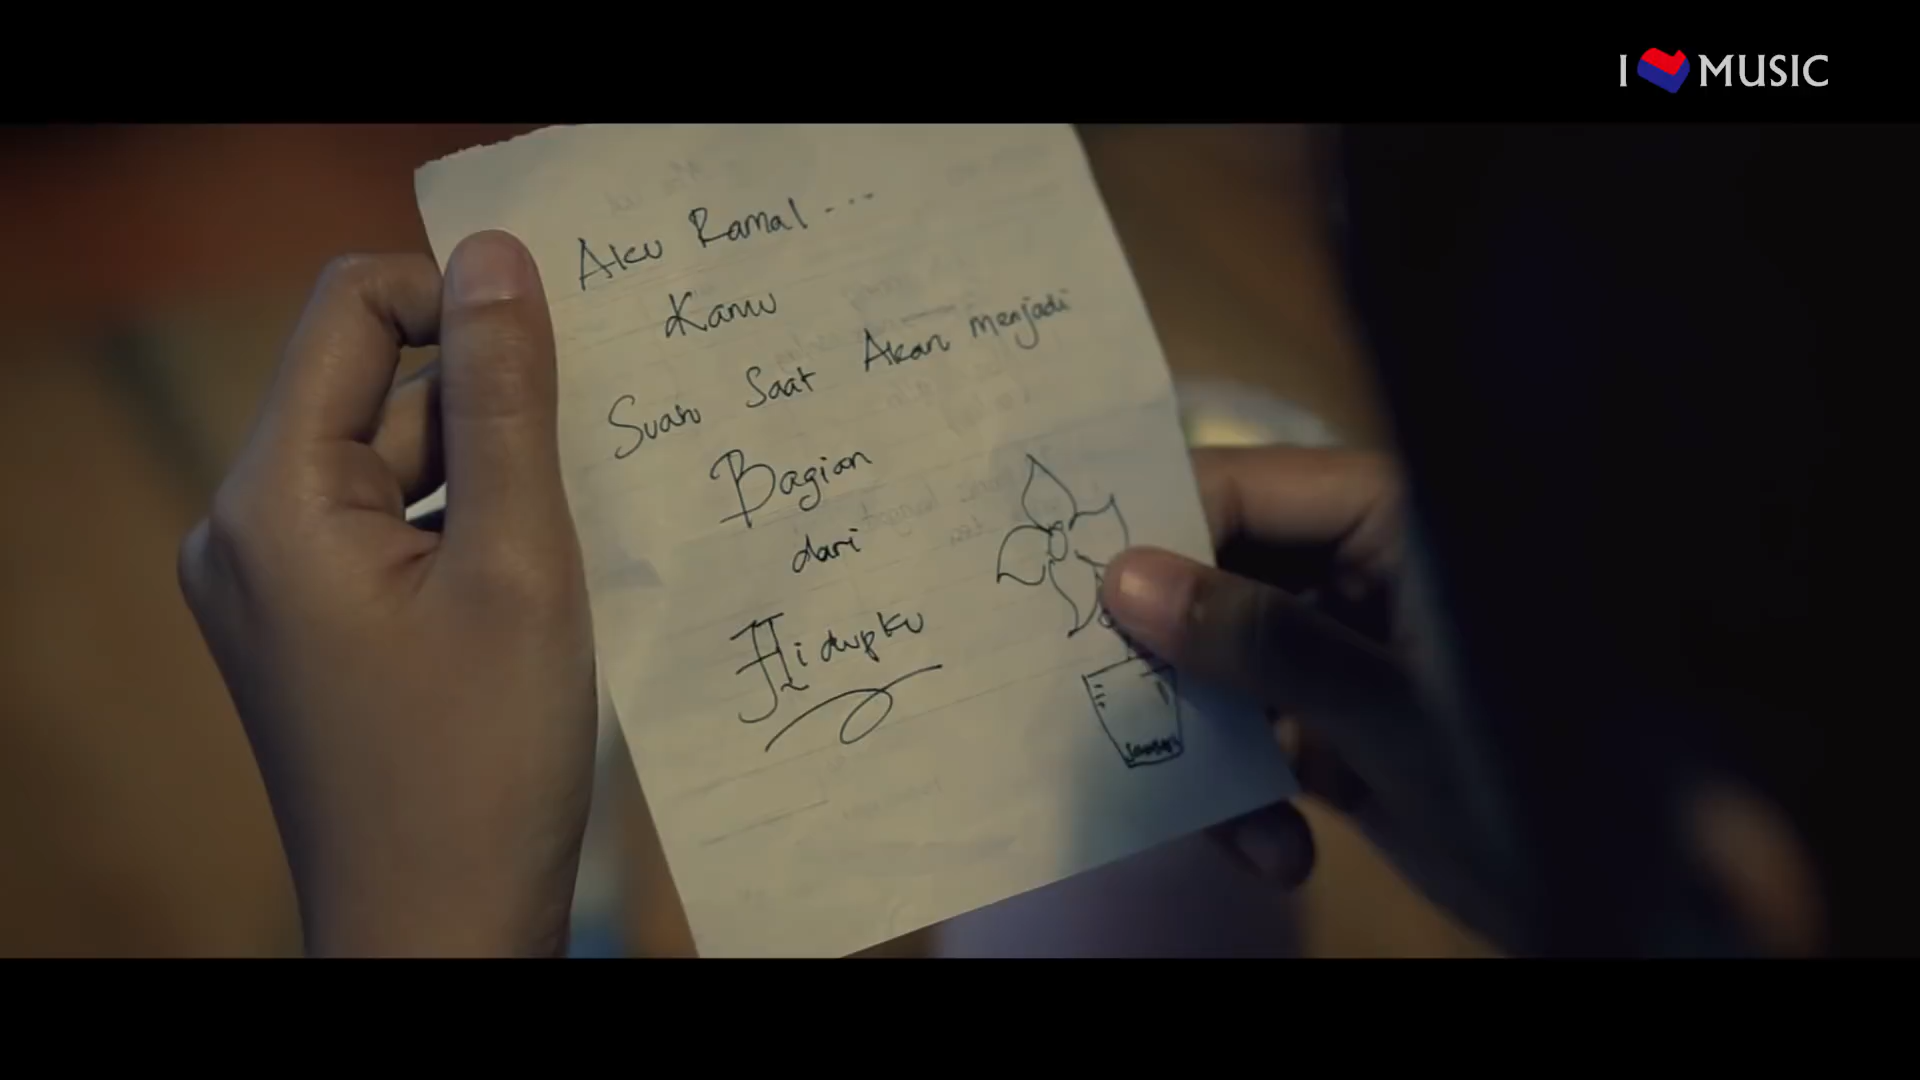 I MUSIC
Aku Ramal ...
Kamu
Suatu Saat Akan menjadi
Bagian
dari
Hidupku